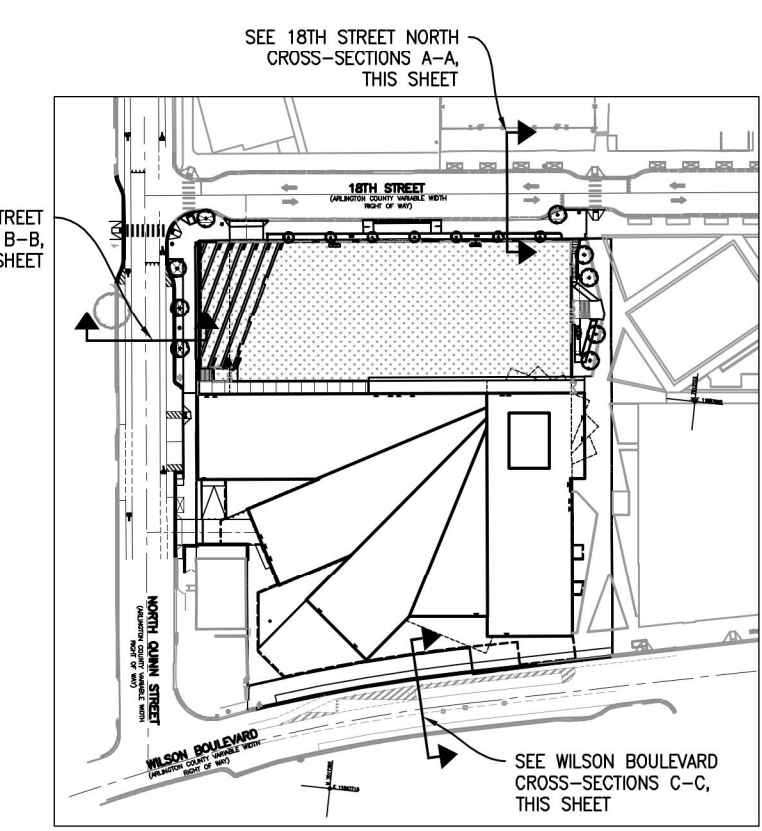 SEE 18TH STREET NORTH
CROSS-SECTIONS A-A,
THIS SHEET
TREET
B-B,
SHEET
18TH STREET
(ARLINGTON COUNTY VARIABLE WIDTH
RIGHT OF WAY)
NORTH QUINN STREET
(ARLINGTON COUNTY VARIABLE WIDTH
RIGHT OF WAY)
WILSON BOULEVARD
(ARLINGTON COUNTY VARIABLE WIDTH
RIGHT OF WAY)
SEE WILSON BOULEVARD
CROSS-SECTIONS C-C,
THIS SHEET